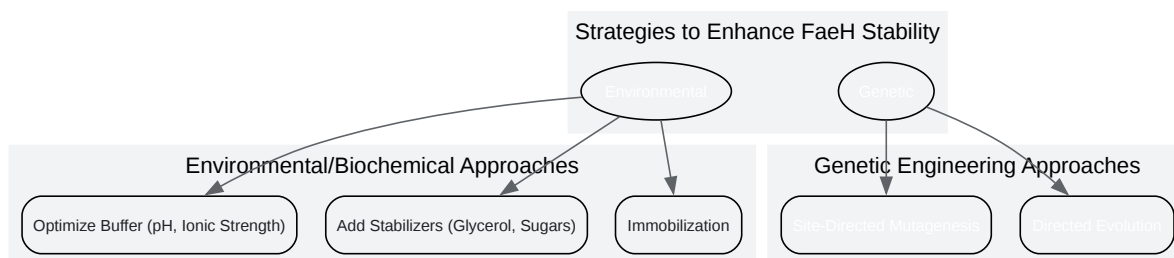 Strategies to Enhance FaeH Stability
Environmental
Genetic
Environmental/Biochemical Approaches
Genetic Engineering Approaches
Optimize Buffer (pH, Ionic Strength)
Add Stabilizers (Glycerol, Sugars)
Immobilization
Site-Directed Mutagenesis
Directed Evolution